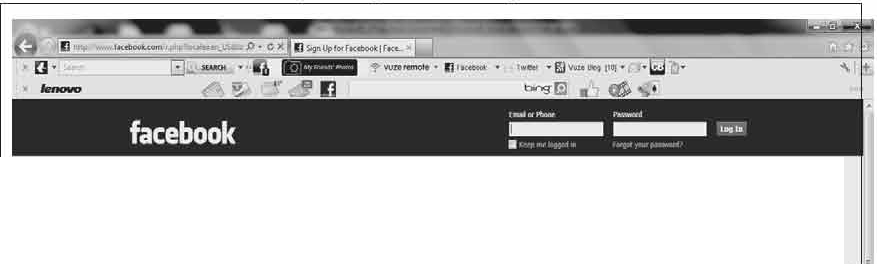 http://www.facebook.com/r.php?locale=en_US
Sign Up for Facebook | Face...
Search
SEARCH
My Friends' Photos
vuze remote
Facebook
Twitter
Vuze Blog [10]
lenovo
bing
facebook
Email or Phone
Password
Log In
Keep me logged in
Forgot your password?